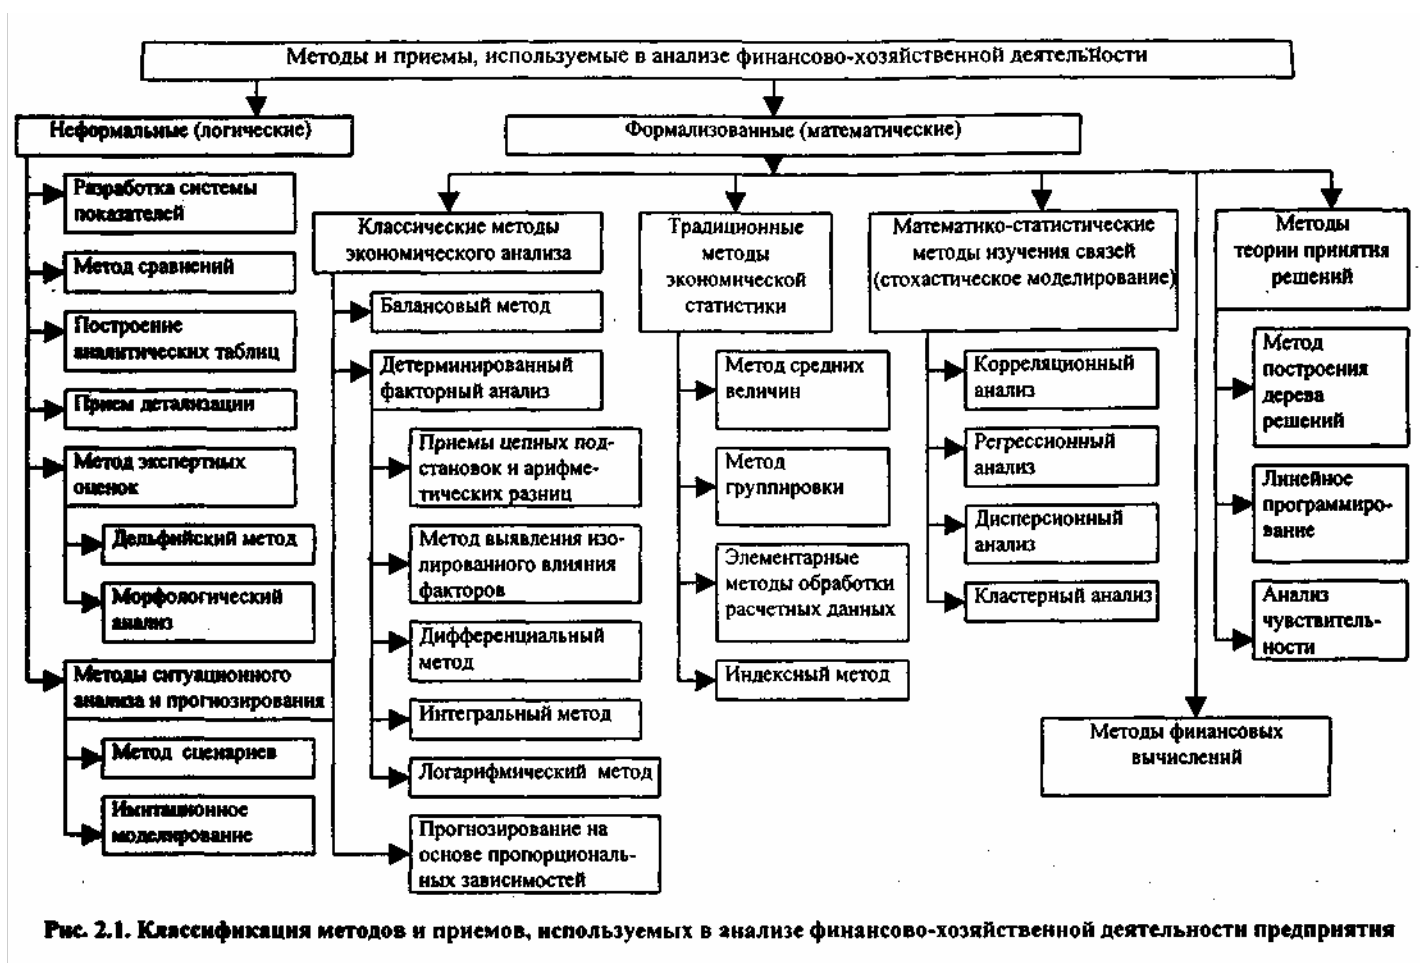 Методы и приемы, используемые в анализе финансово-хозяйственной деятельности
Неформальные (логические)
Формализованные (математические)
Разработка системы
показателей
Метод сравнений
Построение
аналитических таблиц
Прием детализации
Метод экспертных
оценок
Дельфийский метод
Морфологический
анализ
Методы ситуационного
анализа и прогнозирования
Метод сценариев
Имитационное
моделирование
Классические методы
экономического анализа
Балансовый метод
Детерминированный
факторный анализ
Приемы цепных под-
становок и арифме-
тических разниц
Метод выявления изо-
лированного влияния
факторов
Дифференциальный
метод
Интегральный метод
Логарифмический метод
Прогнозирование на
основе пропорциональ-
ных зависимостей
Традиционные
методы
экономической
статистики
Метод средних
величин
Метод
группировки
Элементарные
методы обработки
расчетных данных
Индексный метод
Математико-статистические
методы изучения связей
(стохастическое моделирование)
Корреляционный
анализ
Регрессионный
анализ
Дисперсионный
анализ
Кластерный анализ
Методы финансовых
вычислений
Методы
теории принятия
решений
Метод
построения
дерева
решений
Линейное
программиро-
вание
Анализ
чувствитель-
ности
Рис. 2.1. Классификация методов и приемов, используемых в анализе финансово-хозяйственной деятельности предприятия